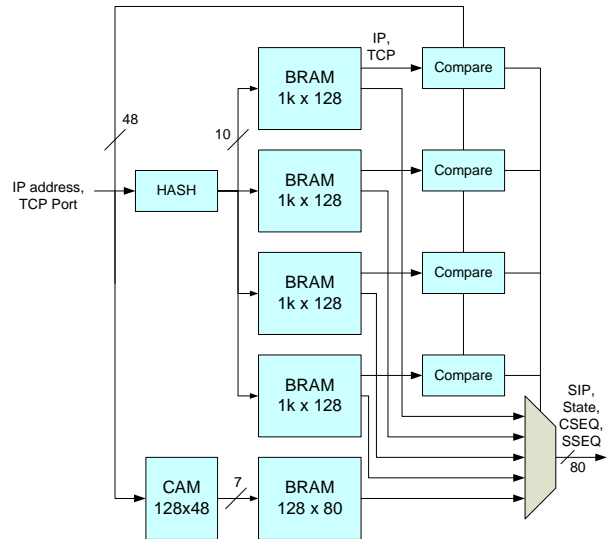 IP,
TCP
BRAM
1k x 128
Compare
48
10
IP address,
TCP Port
HASH
BRAM
1k x 128
Compare
BRAM
1k x 128
Compare
BRAM
1k x 128
Compare
SIP,
State,
CSEQ,
SSEQ
80
CAM
128x48
7
BRAM
128 x 80